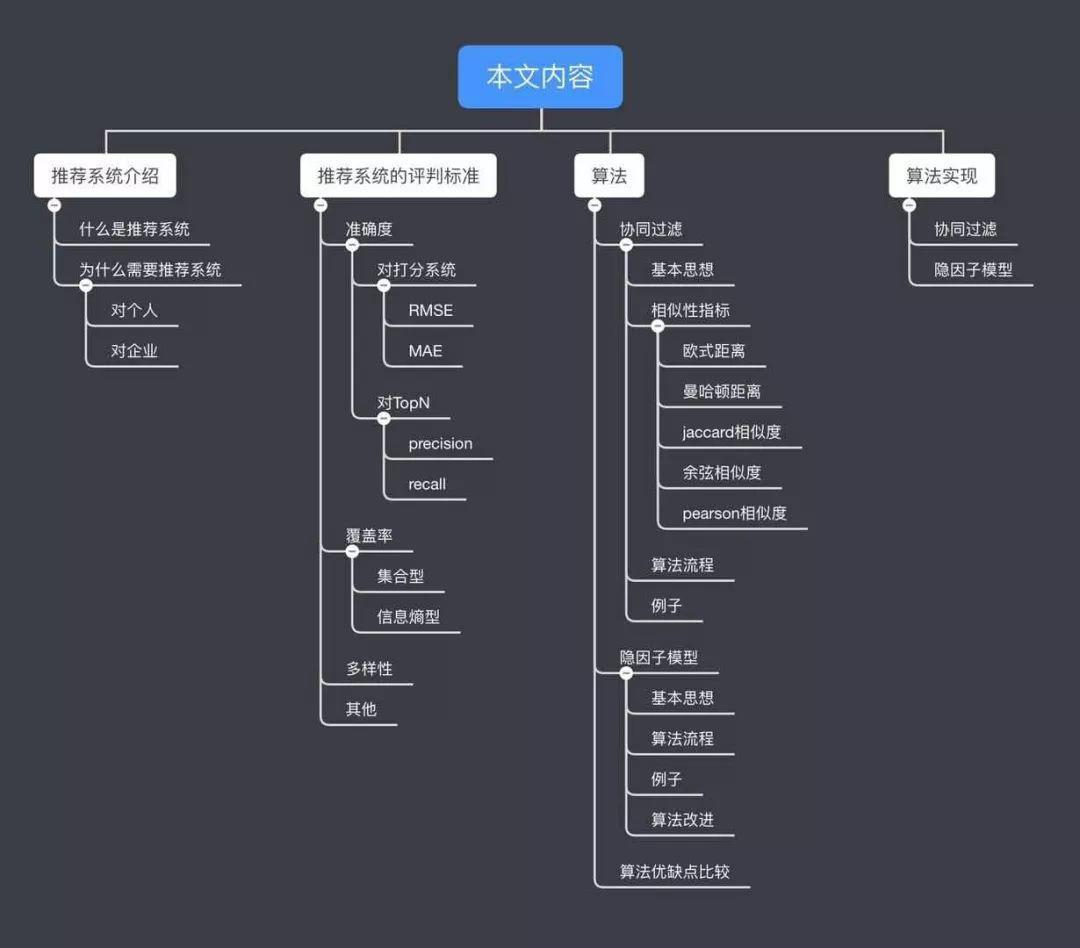 本文内容
推荐系统介绍
什么是推荐系统
为什么需要推荐系统
对个人
对企业
推荐系统的评判标准
准确度
对打分系统
RMSE
MAE
对TopN
precision
recall
覆盖率
集合型
信息熵型
多样性
其他
算法
协同过滤
基本思想
相似性指标
欧式距离
曼哈顿距离
jaccard相似度
余弦相似度
pearson相似度
算法流程
例子
隐因子模型
基本思想
算法流程
例子
算法改进
算法优缺点比较
算法实现
协同过滤
隐因子模型